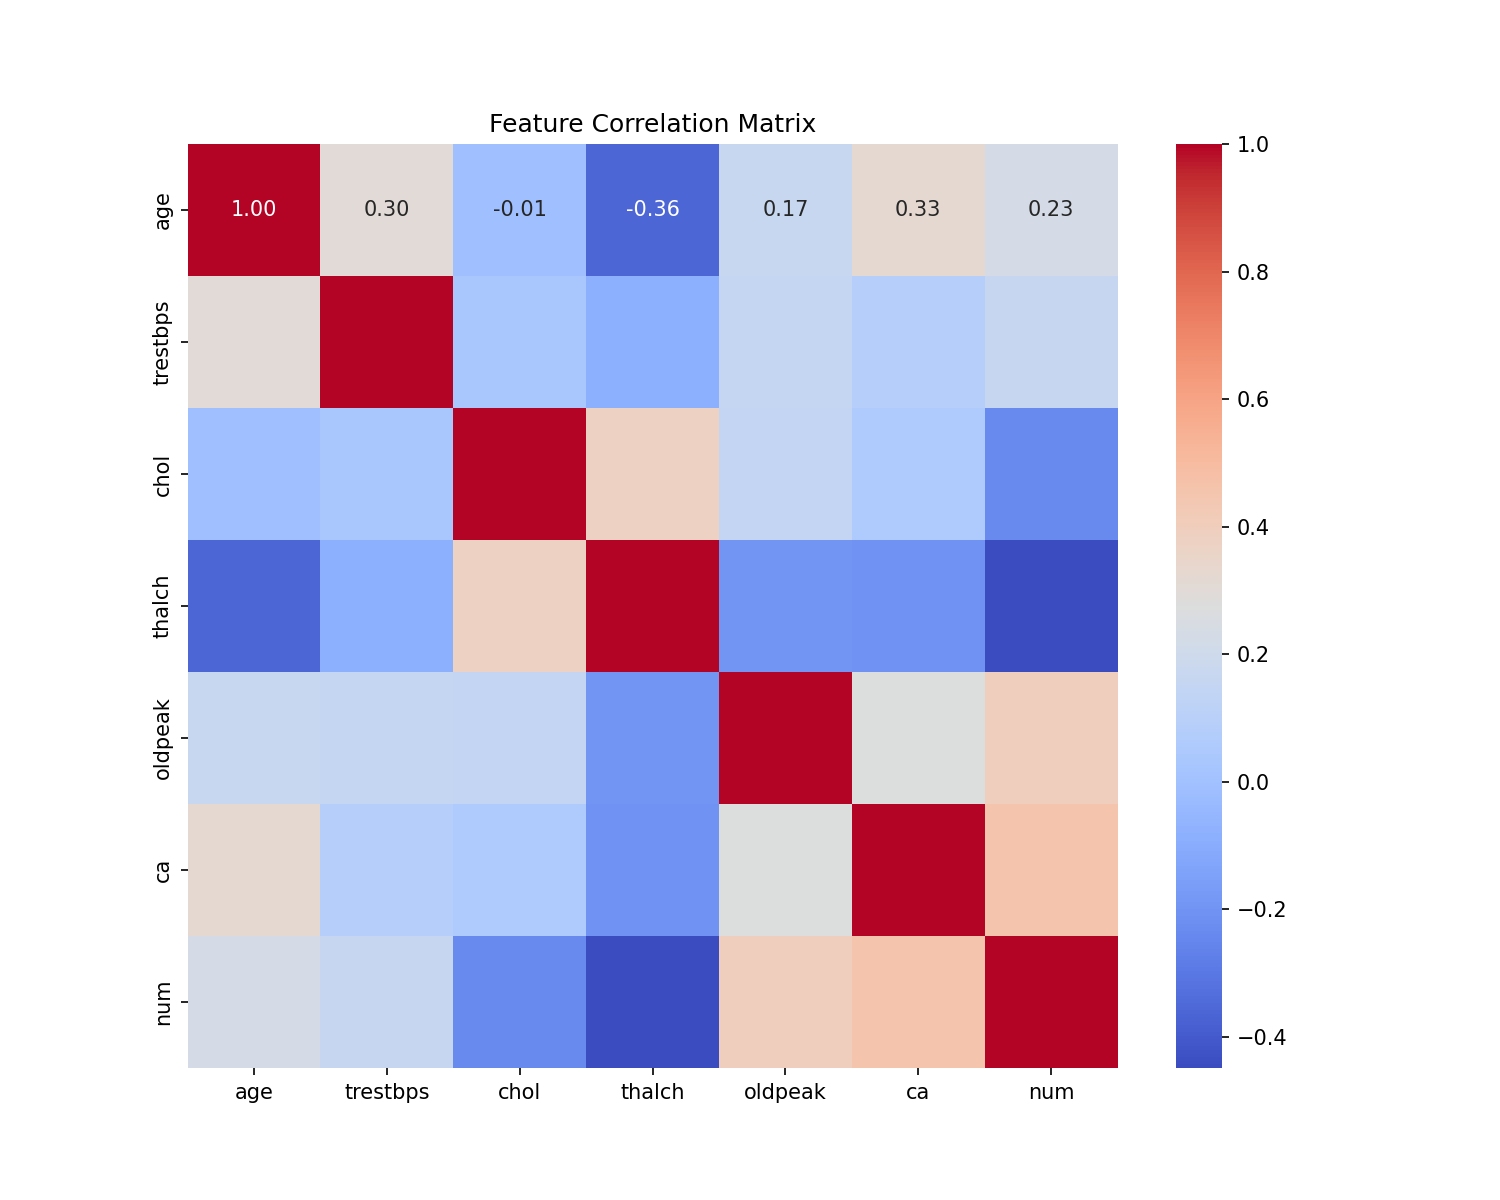 Feature Correlation Matrix
age 1.00 0.30 -0.01 -0.36 0.17 0.33 0.23
trestbps
chol
thalch
oldpeak
ca
num
age trestbps chol thalch oldpeak ca num
1.0
0.8
0.6
0.4
0.2
0.0
−0.2
−0.4